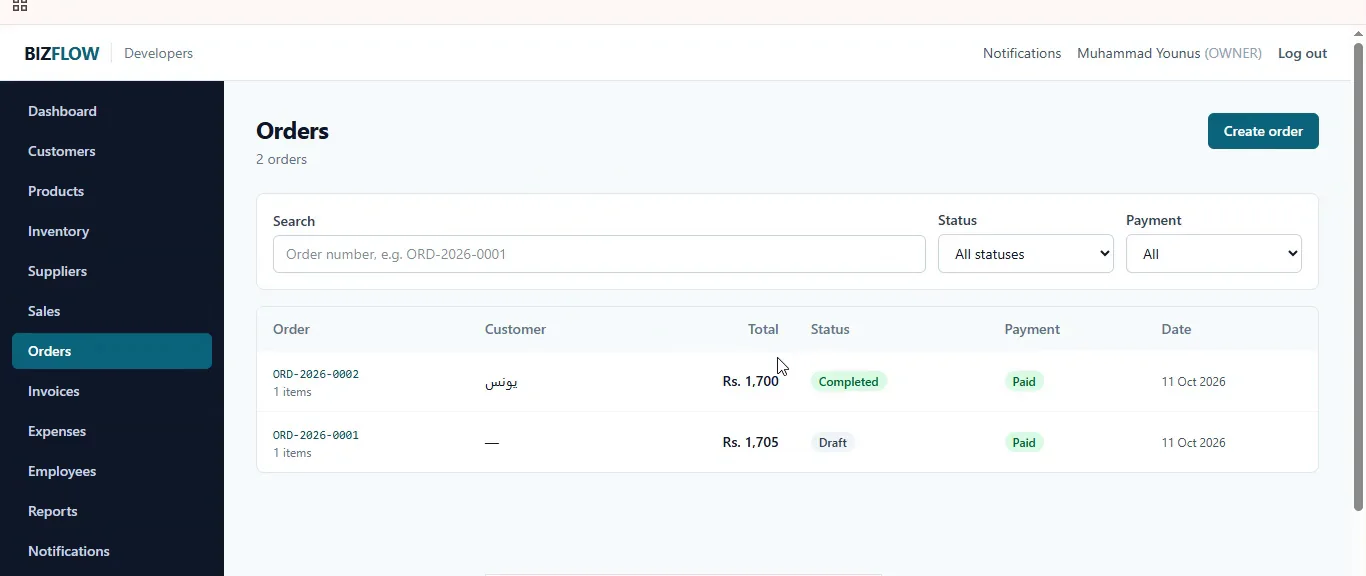 BIZFLOW Developers Notifications Muhammad Younus (OWNER) Log out
Dashboard
Customers
Products
Inventory
Suppliers
Sales
Orders
Invoices
Expenses
Employees
Reports
Notifications
Orders
2 orders
Create order
Search Status Payment
Order number, e.g. ORD-2026-0001 All statuses All
Order Customer Total Status Payment Date
ORD-2026-0002 يونس Rs. 1,700 Completed Paid 11 Oct 2026
1 items
ORD-2026-0001 — Rs. 1,705 Draft Paid 11 Oct 2026
1 items